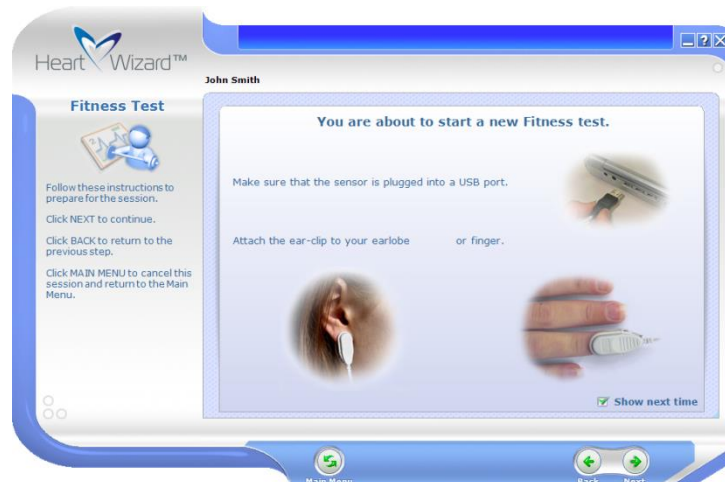 Heart Wizard™
John Smith
Fitness Test
Follow these instructions to
prepare for the session.
Click NEXT to continue.
Click BACK to return to the
previous step.
Click MAIN MENU to cancel this
session and return to the Main
Menu.
You are about to start a new Fitness test.
Make sure that the sensor is plugged into a USB port.
Attach the ear-clip to your earlobe or finger.
Show next time
Main Menu
Back Next